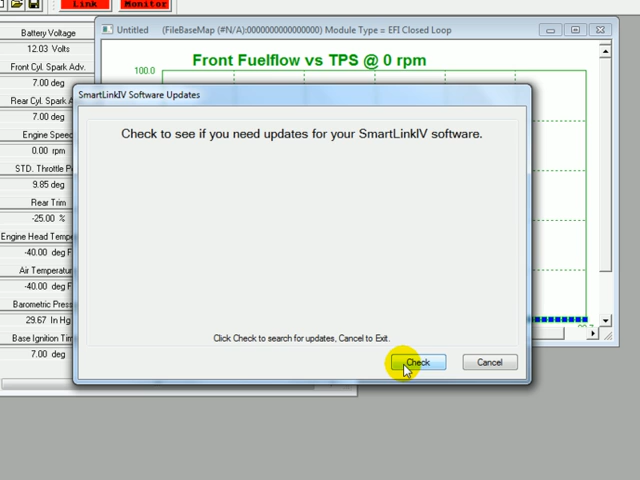 Link
Monitor
Battery Voltage
12.03 Volts
Front Cyl. Spark Adv.
7.00 deg
Rear Cyl. Spark A
7.00 deg
Engine Speed
0.00 rpm
STD. Throttle P
9.85 deg
Rear Trim
-25.00 %
Engine Head Tempe
-40.00 deg F
Air Temperatur
-40.00 deg F
Barometric Press
29.67 In Hg
Base Ignition Tim
7.00 deg
Untitled (FileBaseMap (#N/A):0000000000000000) Module Type = EFI Closed Loop
Front Fuelflow vs TPS @ 0 rpm
100.0
SmartLinkIV Software Updates
Check to see if you need updates for your SmartLinkIV software.
Click Check to search for updates, Cancel to Exit.
Check
Cancel